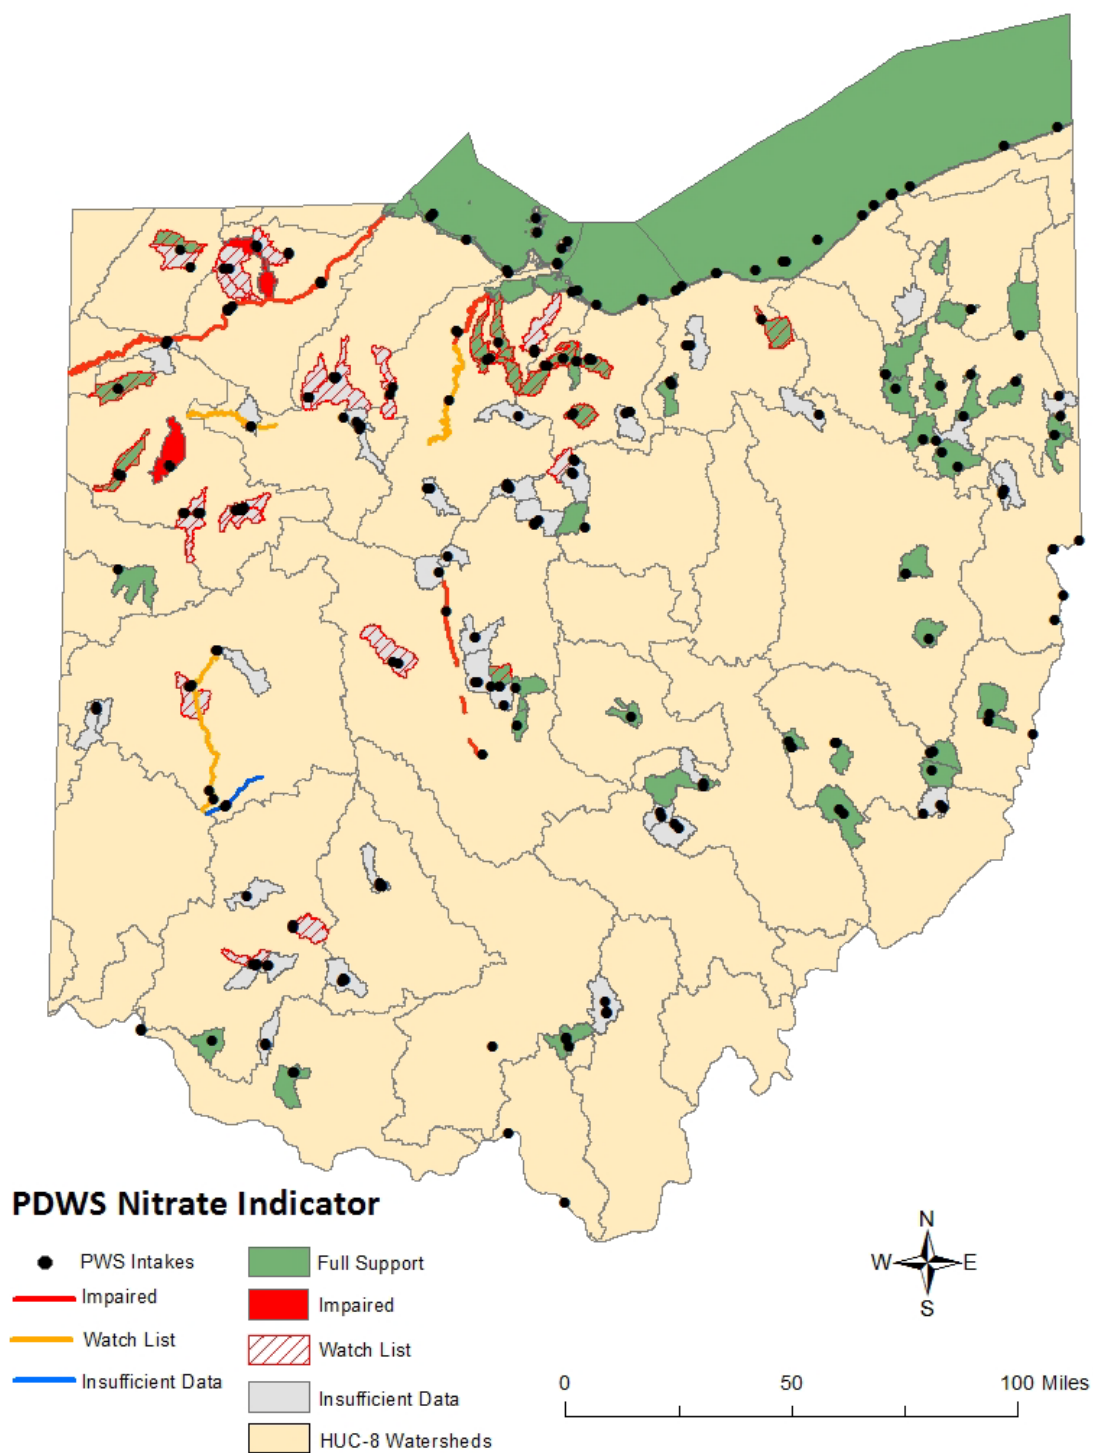 PDWS Nitrate Indicator
PWS Intakes
Impaired
Watch List
Insufficient Data
Full Support
Impaired
Watch List
Insufficient Data
HUC-8 Watersheds
N
W E
S
0 50 100 Miles